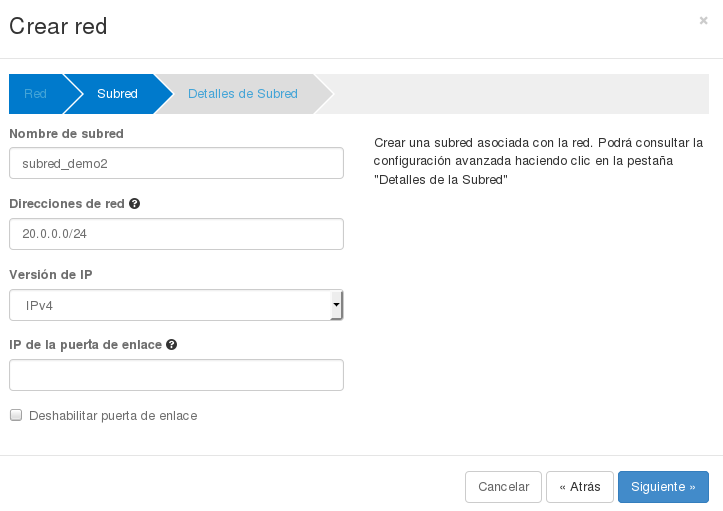 Crear red
×
Red
Subred
Detalles de Subred
Nombre de subred
subred_demo2
Direcciones de red ?
20.0.0.0/24
Versión de IP
IPv4
IP de la puerta de enlace ?
Deshabilitar puerta de enlace
Crear una subred asociada con la red. Podrá consultar la
configuración avanzada haciendo clic en la pestaña
"Detalles de la Subred"
Cancelar
« Atrás
Siguiente »